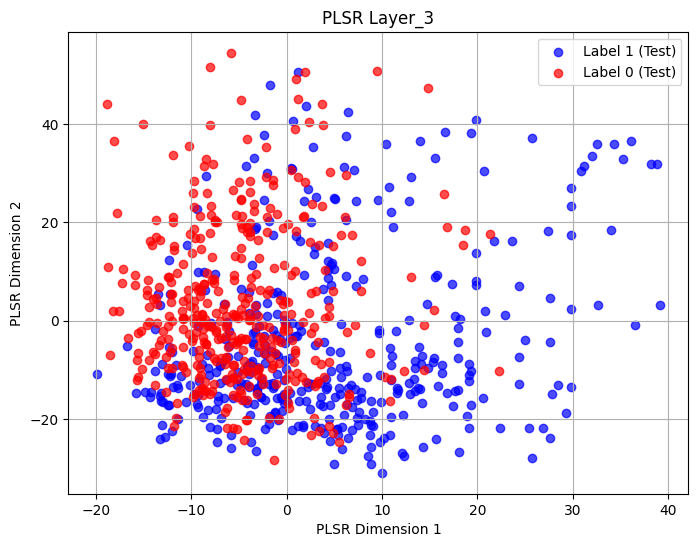 PLSR Layer_3
Label 1 (Test)
Label 0 (Test)
PLSR Dimension 2
40
20
0
−20
−20
−10
0
10
20
30
40
PLSR Dimension 1